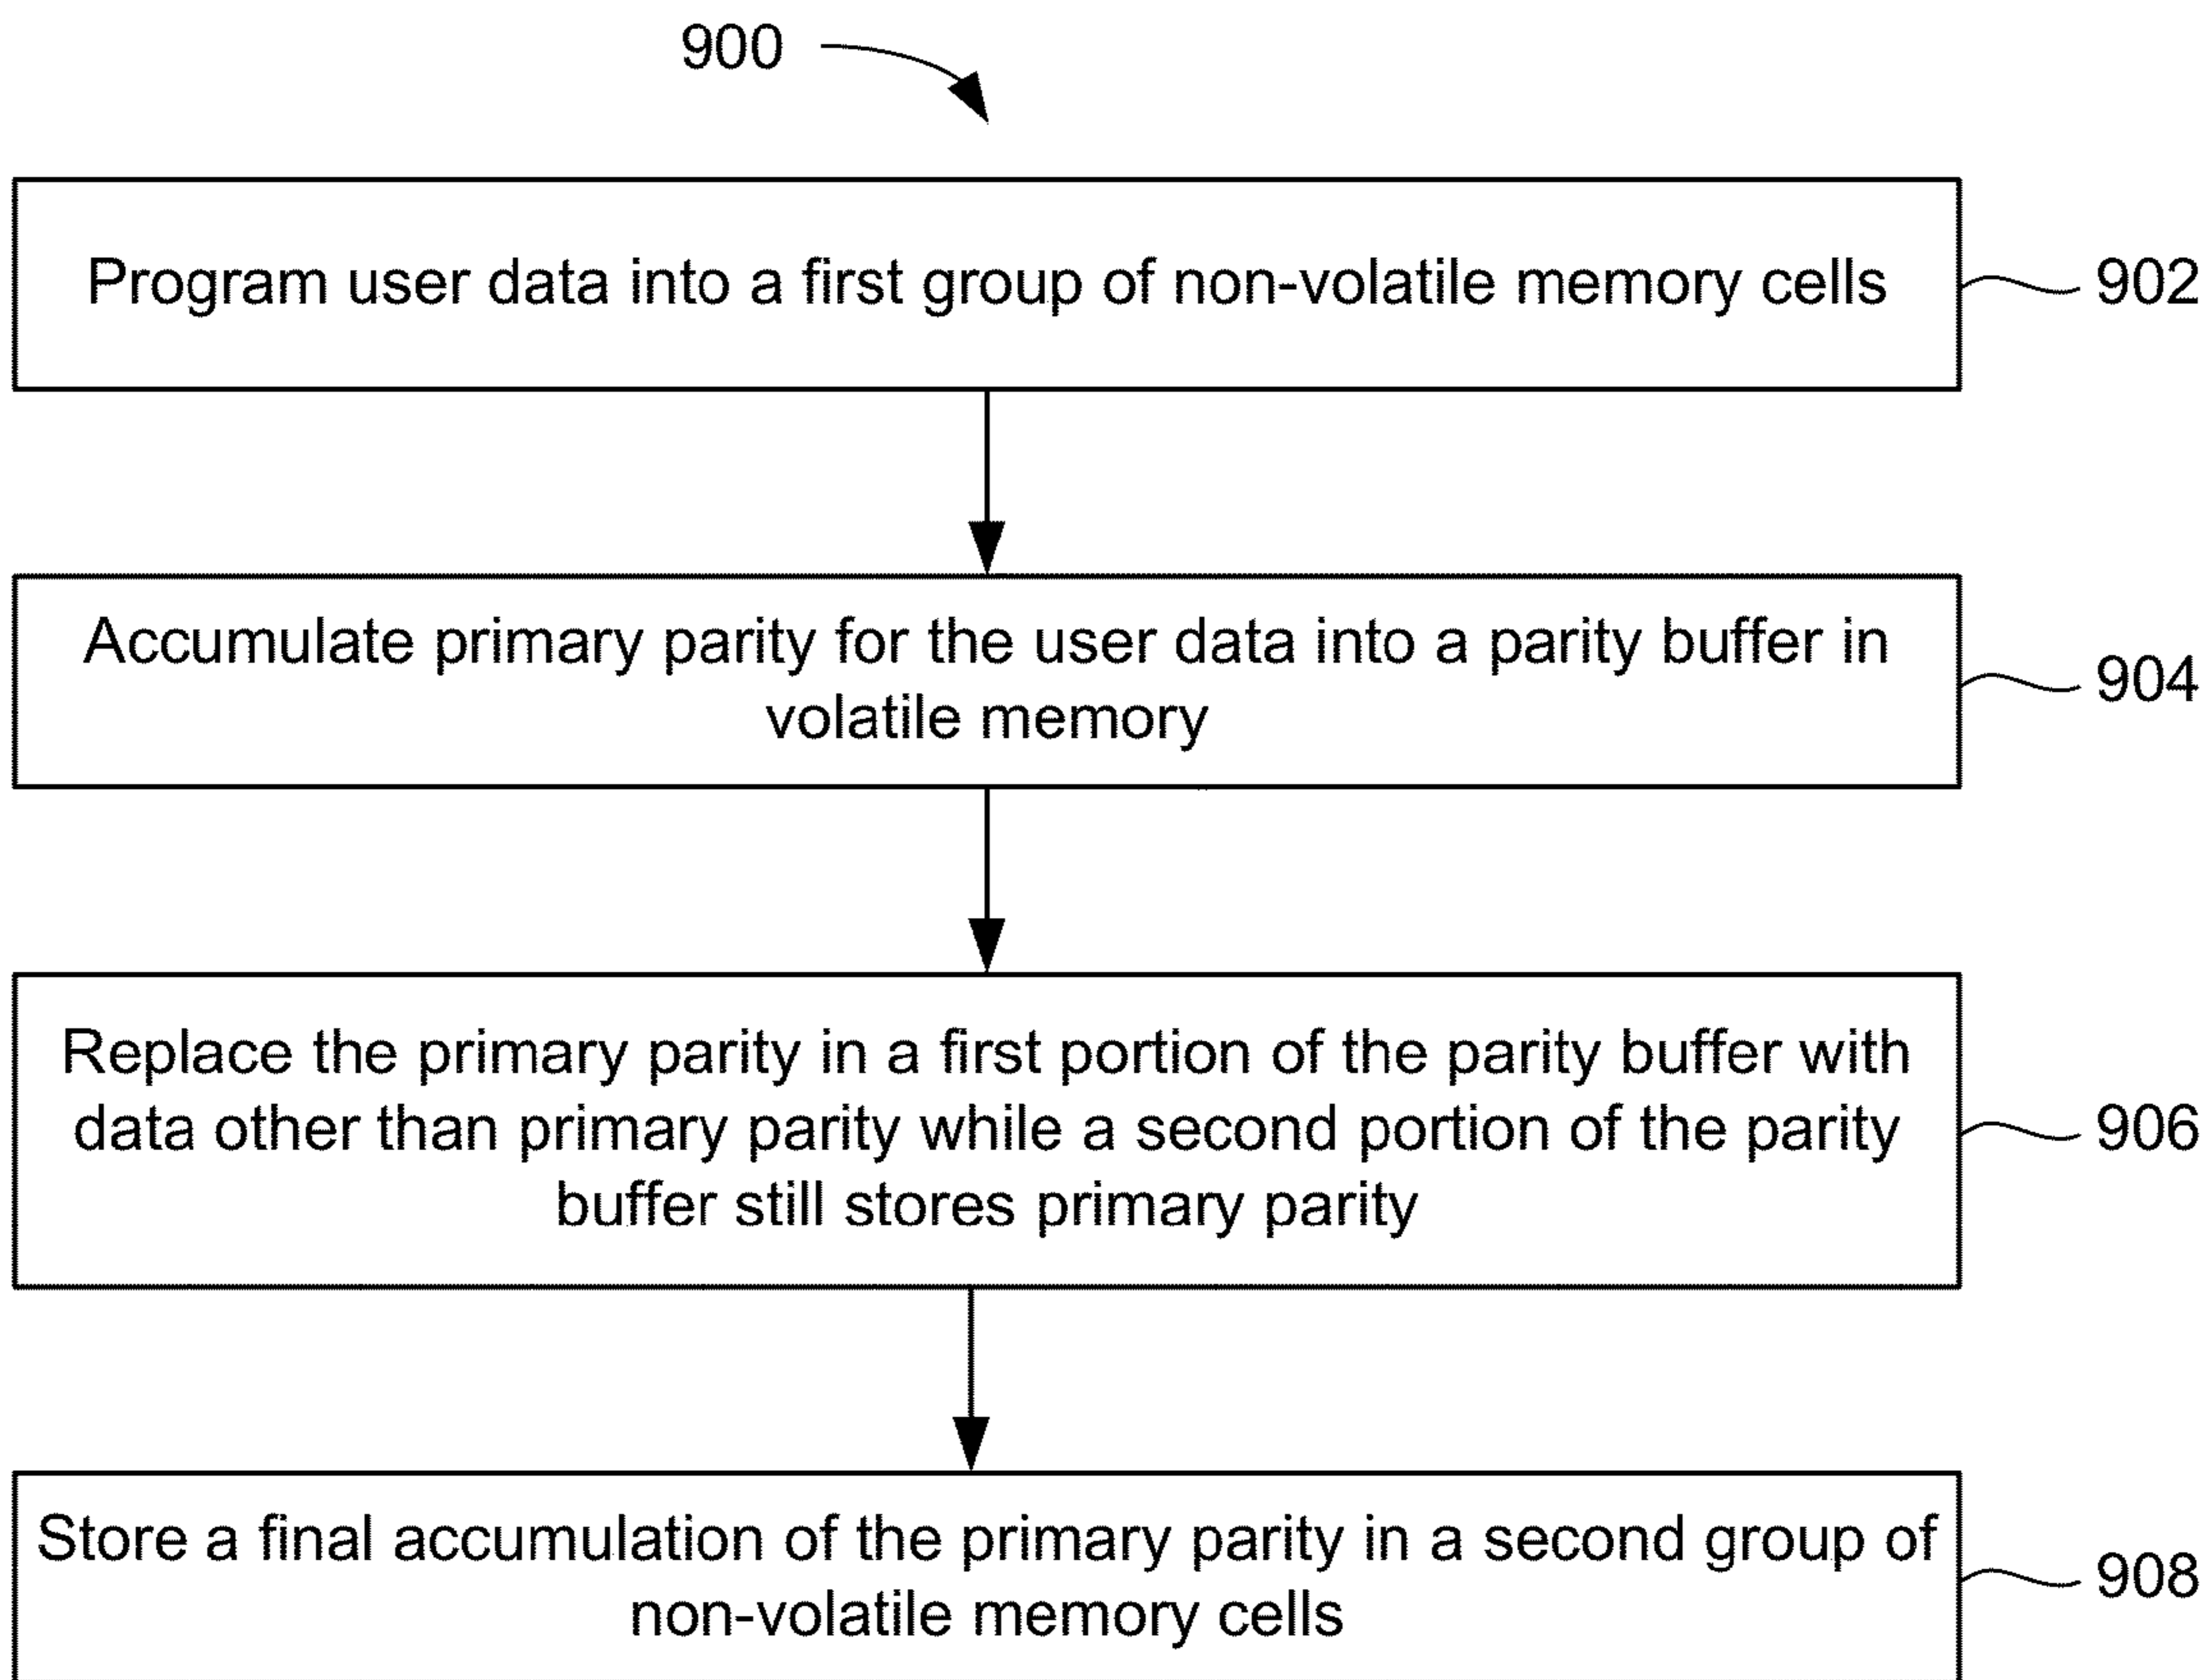 900
Program user data into a first group of non-volatile memory cells
902
Accumulate primary parity for the user data into a parity buffer in
volatile memory
904
Replace the primary parity in a first portion of the parity buffer with
data other than primary parity while a second portion of the parity
buffer still stores primary parity
906
Store a final accumulation of the primary parity in a second group of
non-volatile memory cells
908